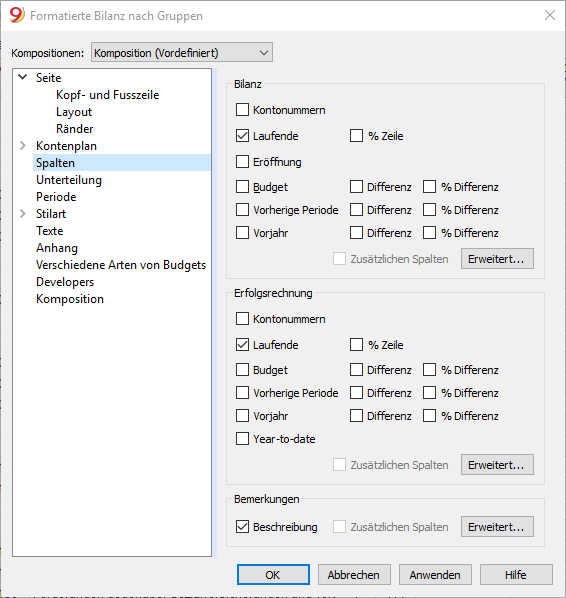 9 Formatierte Bilanz nach Gruppen
Kompositionen: Komposition (Vordefiniert)
Seite
Kopf- und Fusszeile
Layout
Ränder
Kontenplan
Spalten
Unterteilung
Periode
Stilart
Texte
Anhang
Verschiedene Arten von Budgets
Developers
Komposition
Bilanz
Kontonummern
Laufende % Zeile
Eröffnung
Budget Differenz % Differenz
Vorherige Periode Differenz % Differenz
Vorjahr Differenz % Differenz
Zusätzlichen Spalten Erweitert...
Erfolgsrechnung
Kontonummern
Laufende % Zeile
Budget Differenz % Differenz
Vorherige Periode Differenz % Differenz
Vorjahr Differenz % Differenz
Year-to-date
Zusätzlichen Spalten Erweitert...
Bemerkungen
Beschreibung Zusätzlichen Spalten Erweitert...
OK Abbrechen Anwenden Hilfe